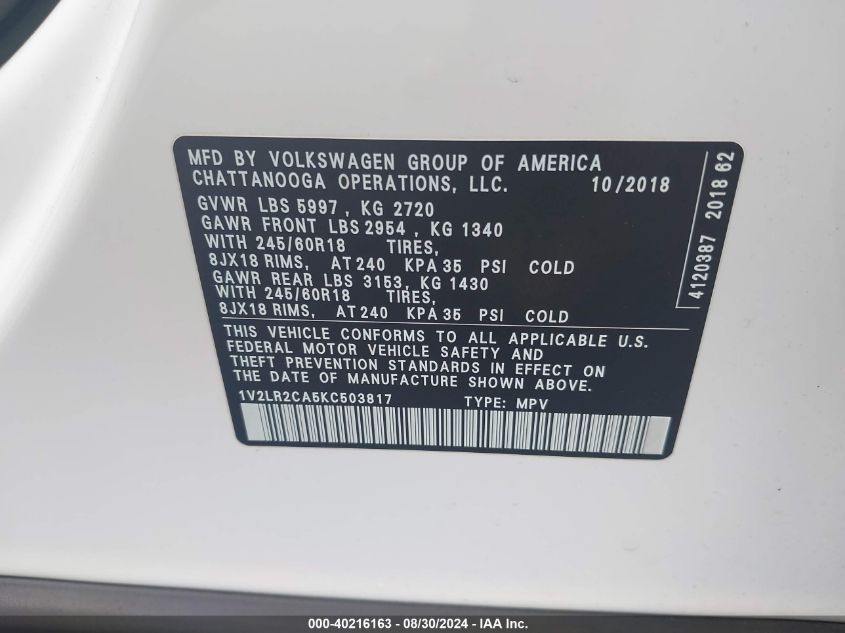 MFD BY VOLKSWAGEN GROUP OF AMERICA
CHATTANOOGA OPERATIONS, LLC. 10/2018
GVWR LBS 5997, KG 2720
GAWR FRONT LBS 2954, KG 1340
WITH 245/60R18 TIRES,
8JX18 RIMS, AT 240 KPA 35 PSI COLD
GAWR REAR LBS 3153, KG 1430
WITH 245/60R18 TIRES,
8JX18 RIMS, AT 240 KPA 35 PSI COLD
THIS VEHICLE CONFORMS TO ALL APPLICABLE U.S.
FEDERAL MOTOR VEHICLE SAFETY AND
THEFT PREVENTION STANDARDS IN EFFECT ON
THE DATE OF MANUFACTURE SHOWN ABOVE.
1V2LR2CA5KC503817 TYPE: MPV
4120387 2018 62
000-40216163 - 08/30/2024 - IAA Inc.